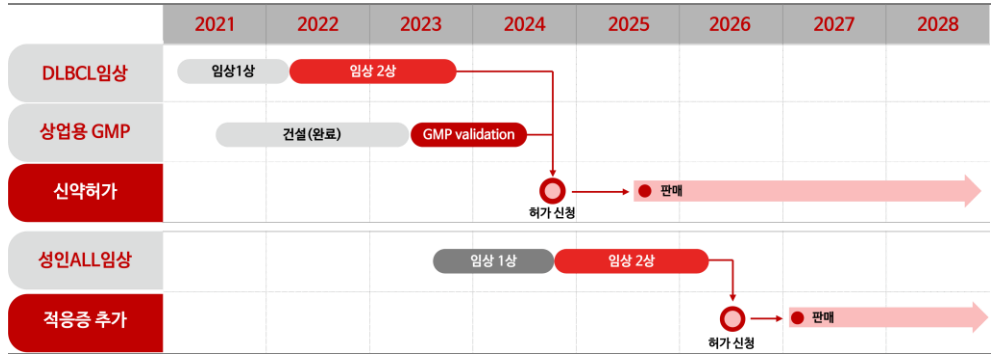 2021 2022 2023 2024 2025 2026 2027 2028
DLBCL임상 임상1상 임상 2상
상업용 GMP 건설(완료) GMP validation
신약허가 판매
허가 신청
성인ALL임상 임상 1상 임상 2상
적응증 추가 판매
허가 신청